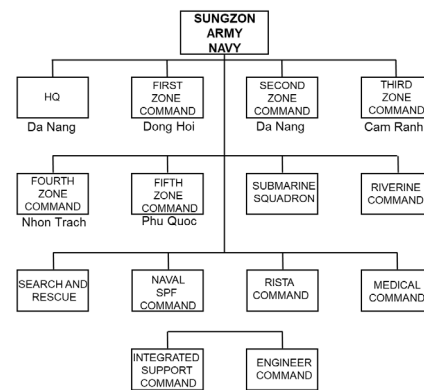 SUNGZON
ARMY
NAVY
HQ
Da Nang
FIRST
ZONE
COMMAND
Dong Hoi
SECOND
ZONE
COMMAND
Da Nang
THIRD
ZONE
COMMAND
Cam Ranh
FOURTH
ZONE
COMMAND
Nhon Trach
FIFTH
ZONE
COMMAND
Phu Quoc
SUBMARINE
SQUADRON
RIVERINE
COMMAND
SEARCH AND
RESCUE
NAVAL
SPF
COMMAND
RISTA
COMMAND
MEDICAL
COMMAND
INTEGRATED
SUPPORT
COMMAND
ENGINEER
COMMAND